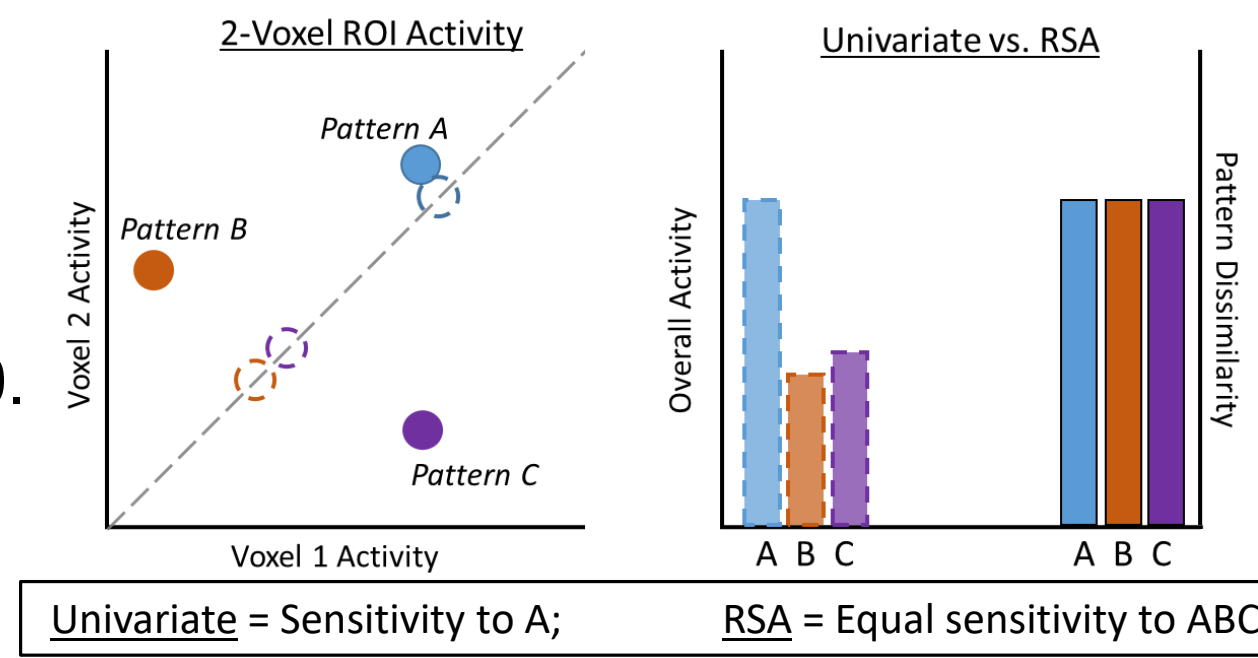 2-Voxel ROI Activity
Univariate vs. RSA
Pattern A
Pattern B
Pattern C
Voxel 2 Activity
Voxel 1 Activity
Overall Activity
Pattern Dissimilarity
A B C
A B C
Univariate = Sensitivity to A;
RSA = Equal sensitivity to ABC